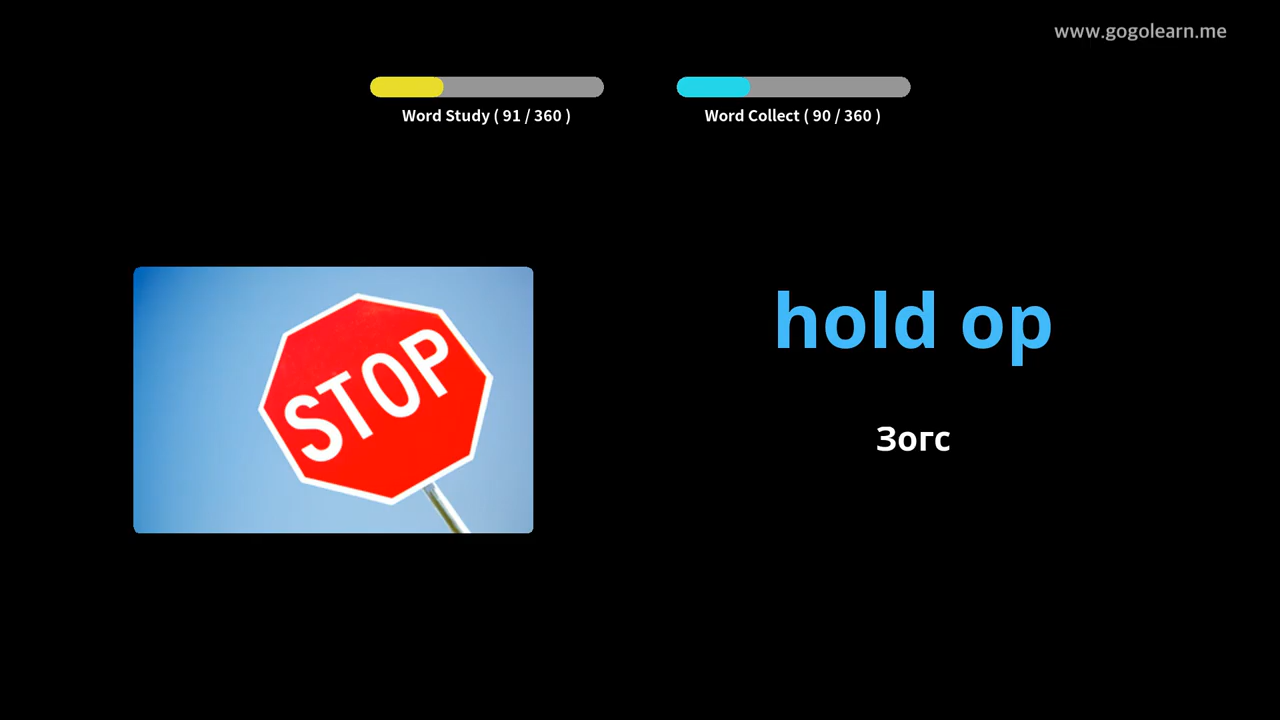 www.gogolearn.me
Word Study ( 91 / 360 )
Word Collect ( 90 / 360 )
STOP
hold op
Зогс